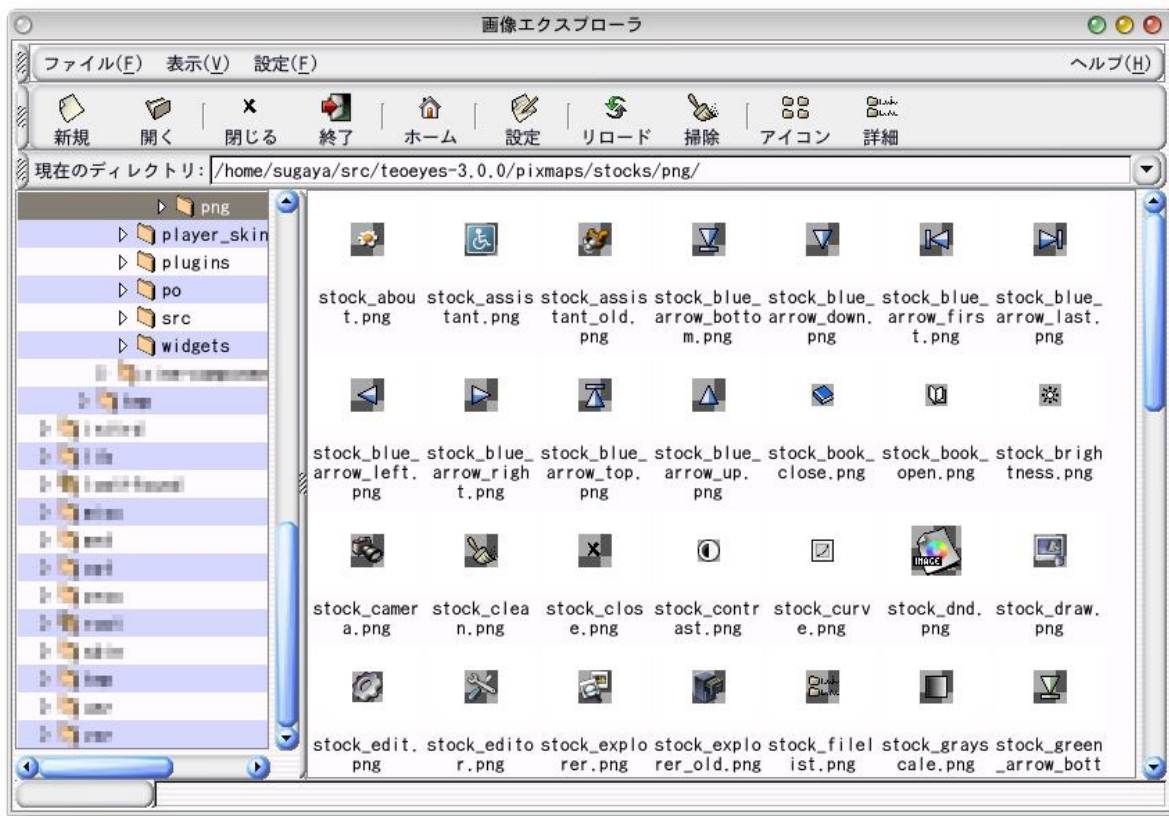 画像エクスプローラ
ファイル(F) 表示(V) 設定(F) ヘルプ(H)
新規 開く 閉じる 終了 ホーム 設定 リロード 掃除 アイコン 詳細
現在のディレクトリ: /home/sugaya/src/teoeyes-3.0.0/pixmaps/stocks/png/
png
player_skin
plugins
po
src
widgets
stock_abou stock_assis stock_assis stock_blue_ stock_blue_ stock_blue_ stock_blue_
t.png tant.png tant_old. arrow_botto arrow_down. arrow_firs arrow_last.
png m.png png t.png png
stock_blue_ stock_blue_ stock_blue_ stock_blue_ stock_book_ stock_book_ stock_brigh
arrow_left. arrow_righ arrow_top. arrow_up. close.png open.png tness.png
png t.png png png
IMAGE
stock_camer stock_clea stock_clos stock_contr stock_curv stock_dnd. stock_draw.
a.png n.png e.png ast.png e.png png png
stock_edit. stock_edito stock_explo stock_explo stock_filel stock_grays stock_green
png r.png rer.png rer_old.png ist.png cale.png _arrow_bott